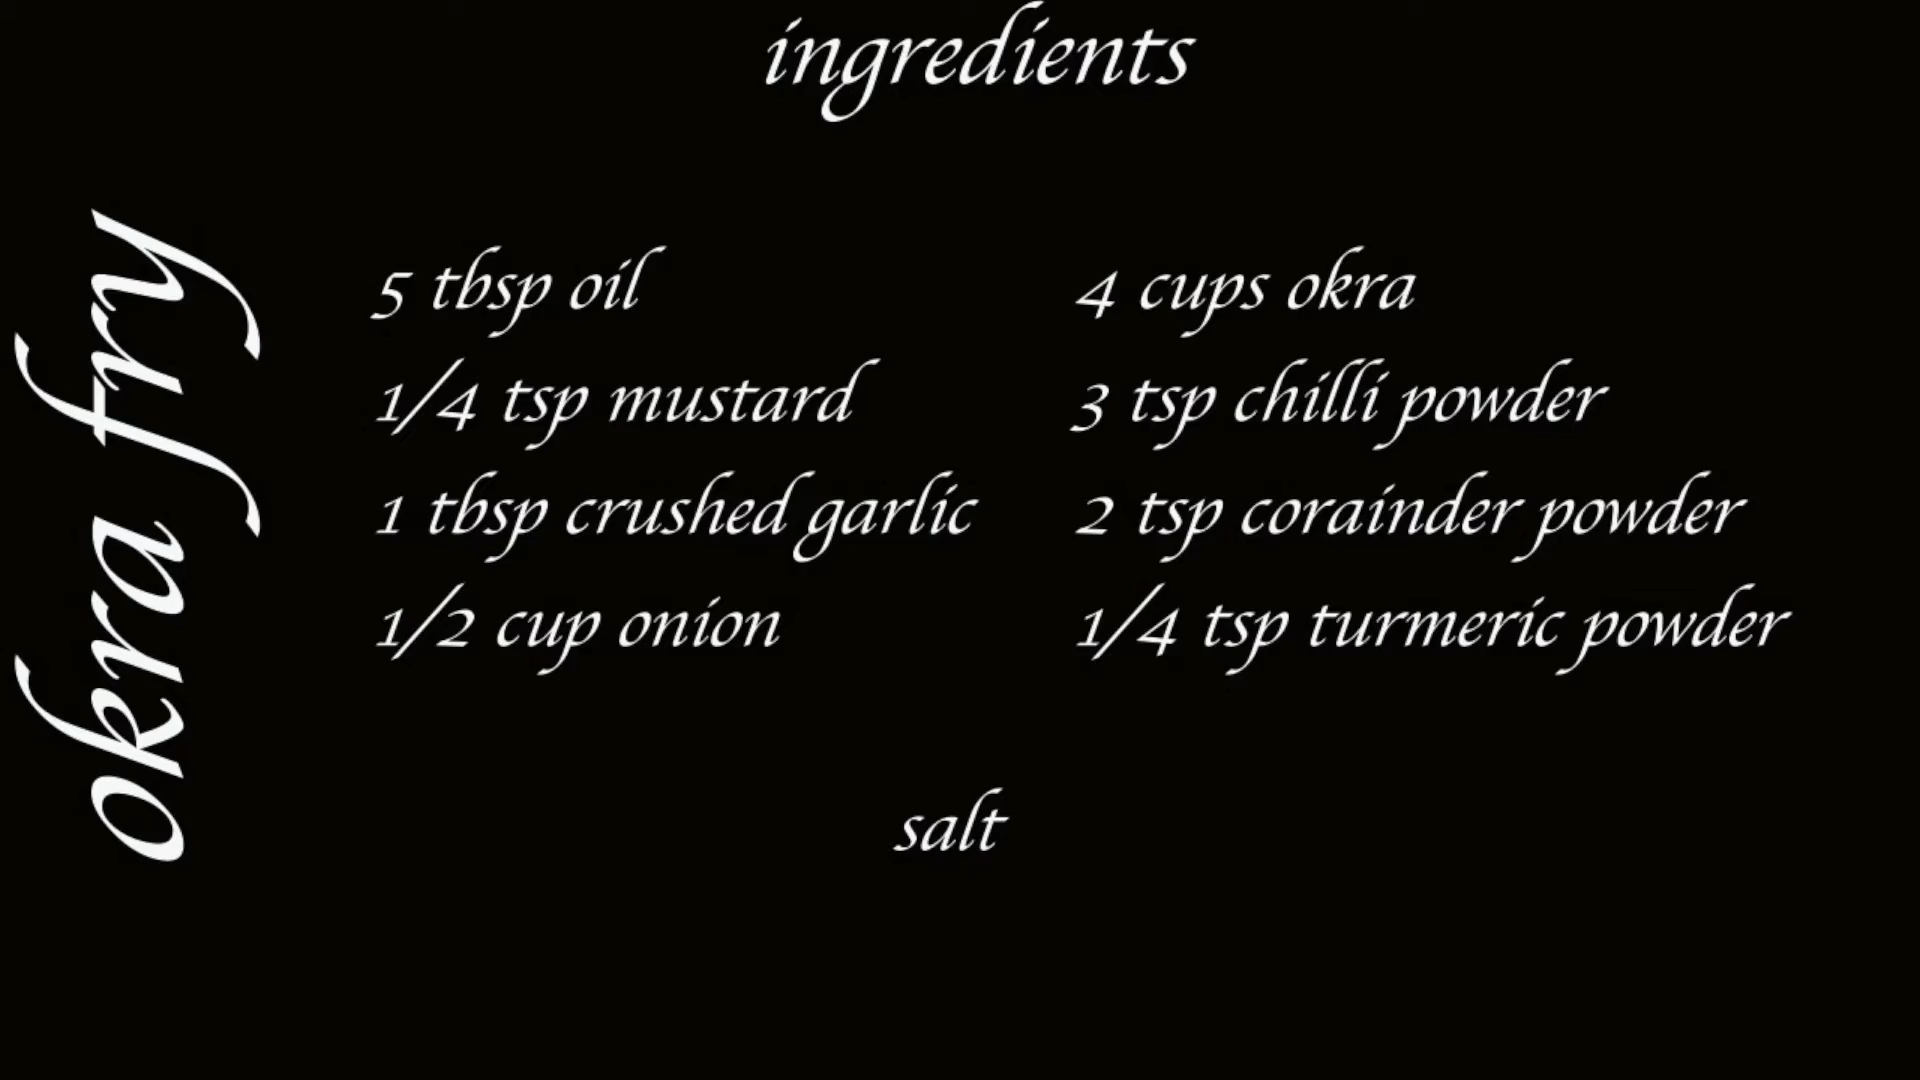 ingredients
okra fry
5 tbsp oil
1/4 tsp mustard
1 tbsp crushed garlic
1/2 cup onion
4 cups okra
3 tsp chilli powder
2 tsp corainder powder
1/4 tsp turmeric powder
salt